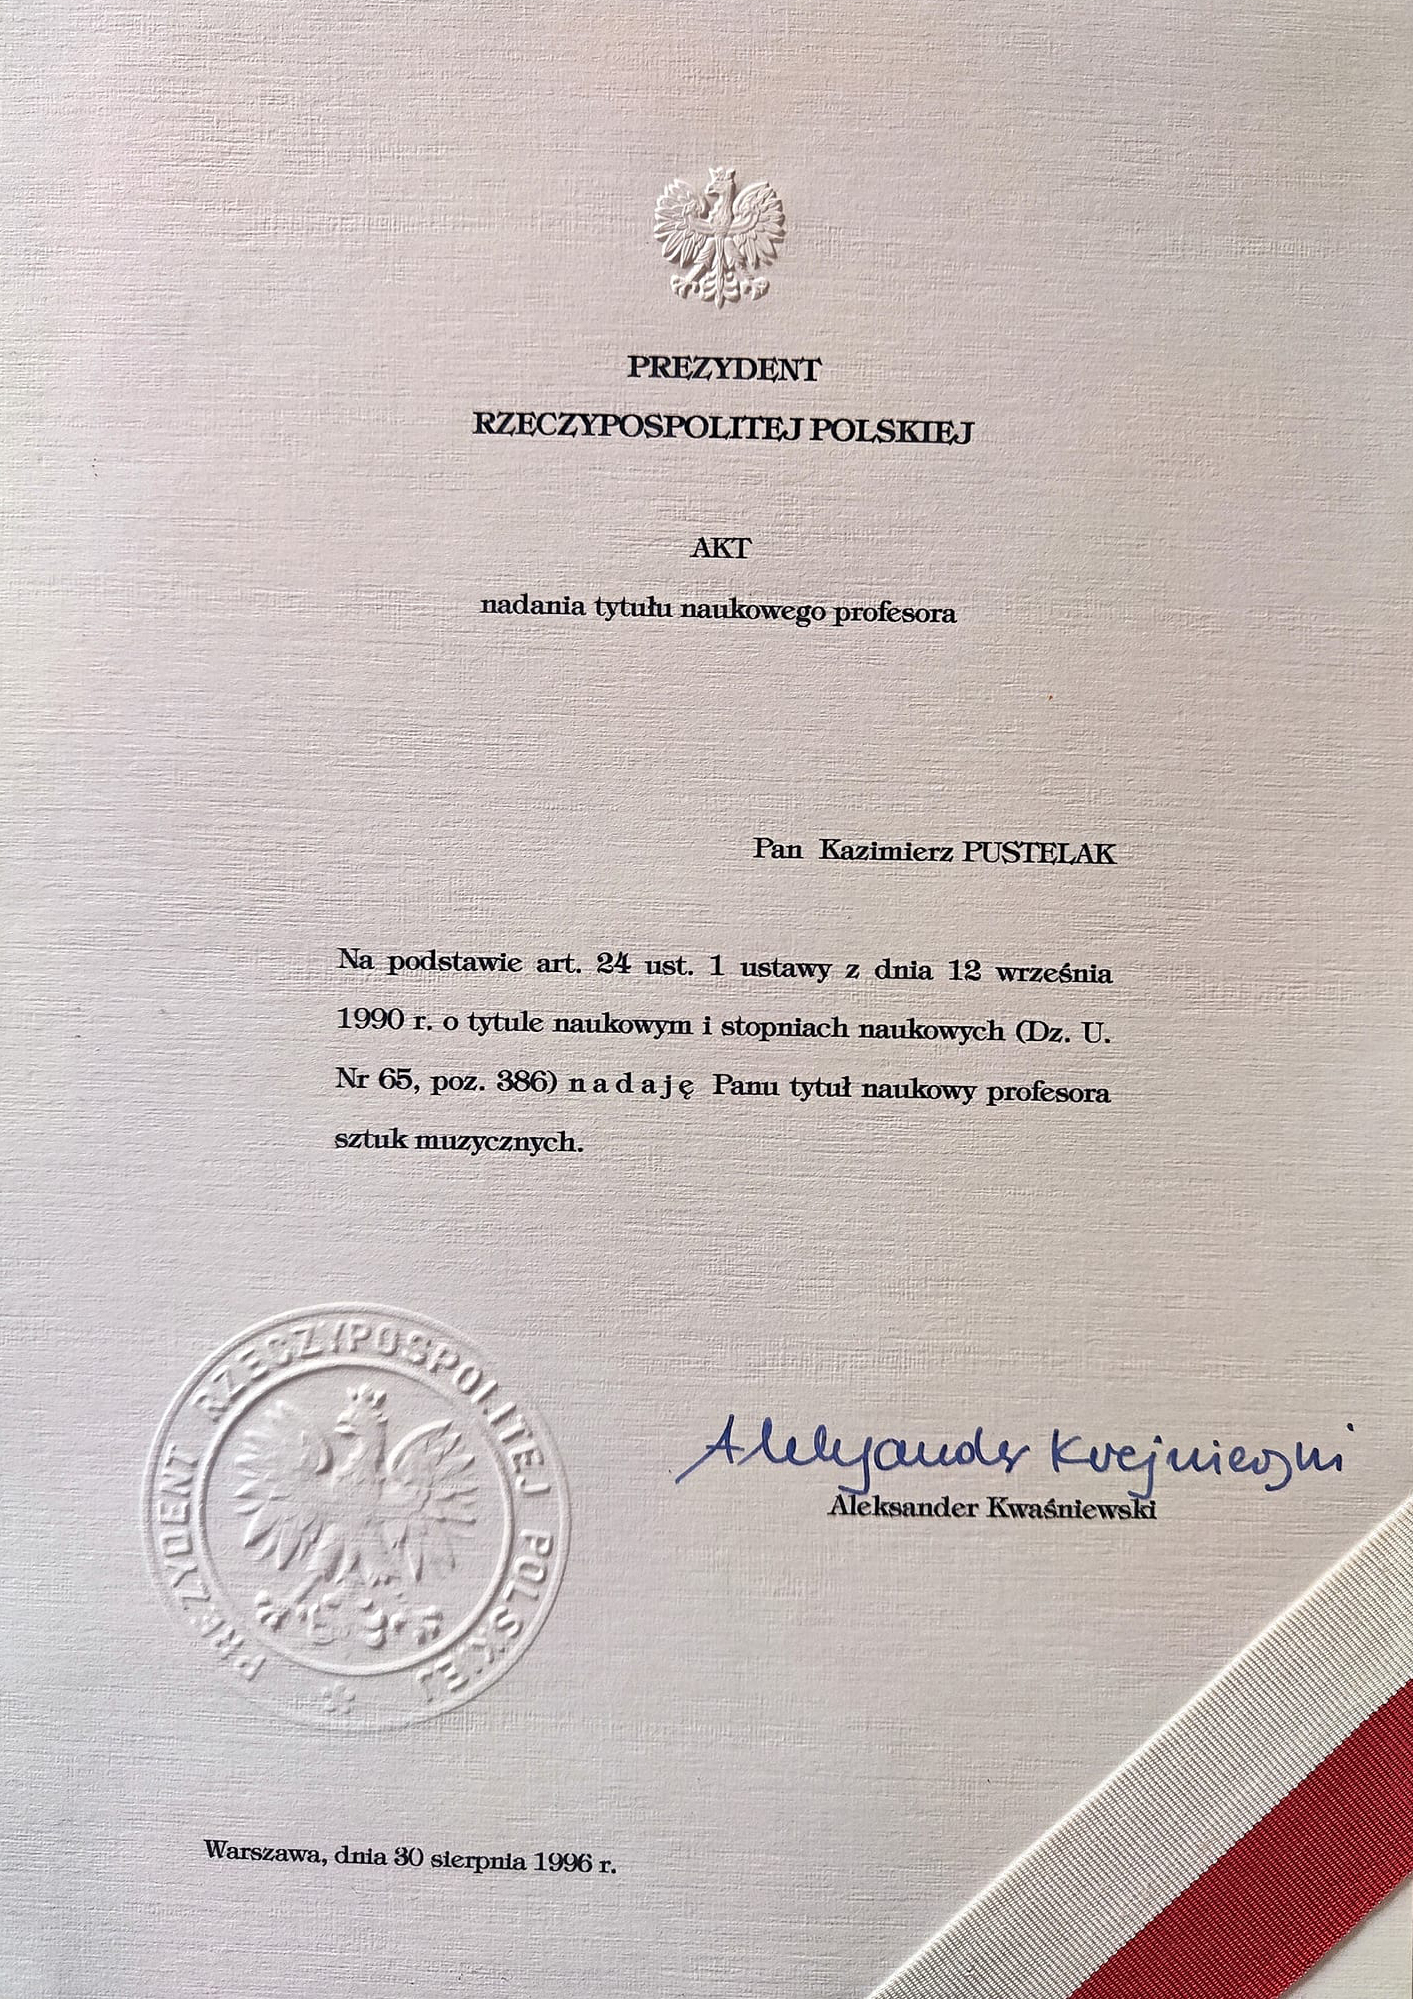 PREZYDENT
RZECZYPOSPOLITEJ POLSKIEJ
AKT
nadania tytułu naukowego profesora
Pan Kazimierz PUSTELAK
Na podstawie art. 24 ust. 1 ustawy z dnia 12 września
1990 r. o tytule naukowym i stopniach naukowych (Dz. U.
Nr 65, poz. 386) n a d a j ę Panu tytuł naukowy profesora
sztuk muzycznych.
PREZYDENT RZECZYPOSPOLITEJ POLSKIEJ
Aleksander Kwaśniewski
Aleksander Kwaśniewski
Warszawa, dnia 30 sierpnia 1996 r.